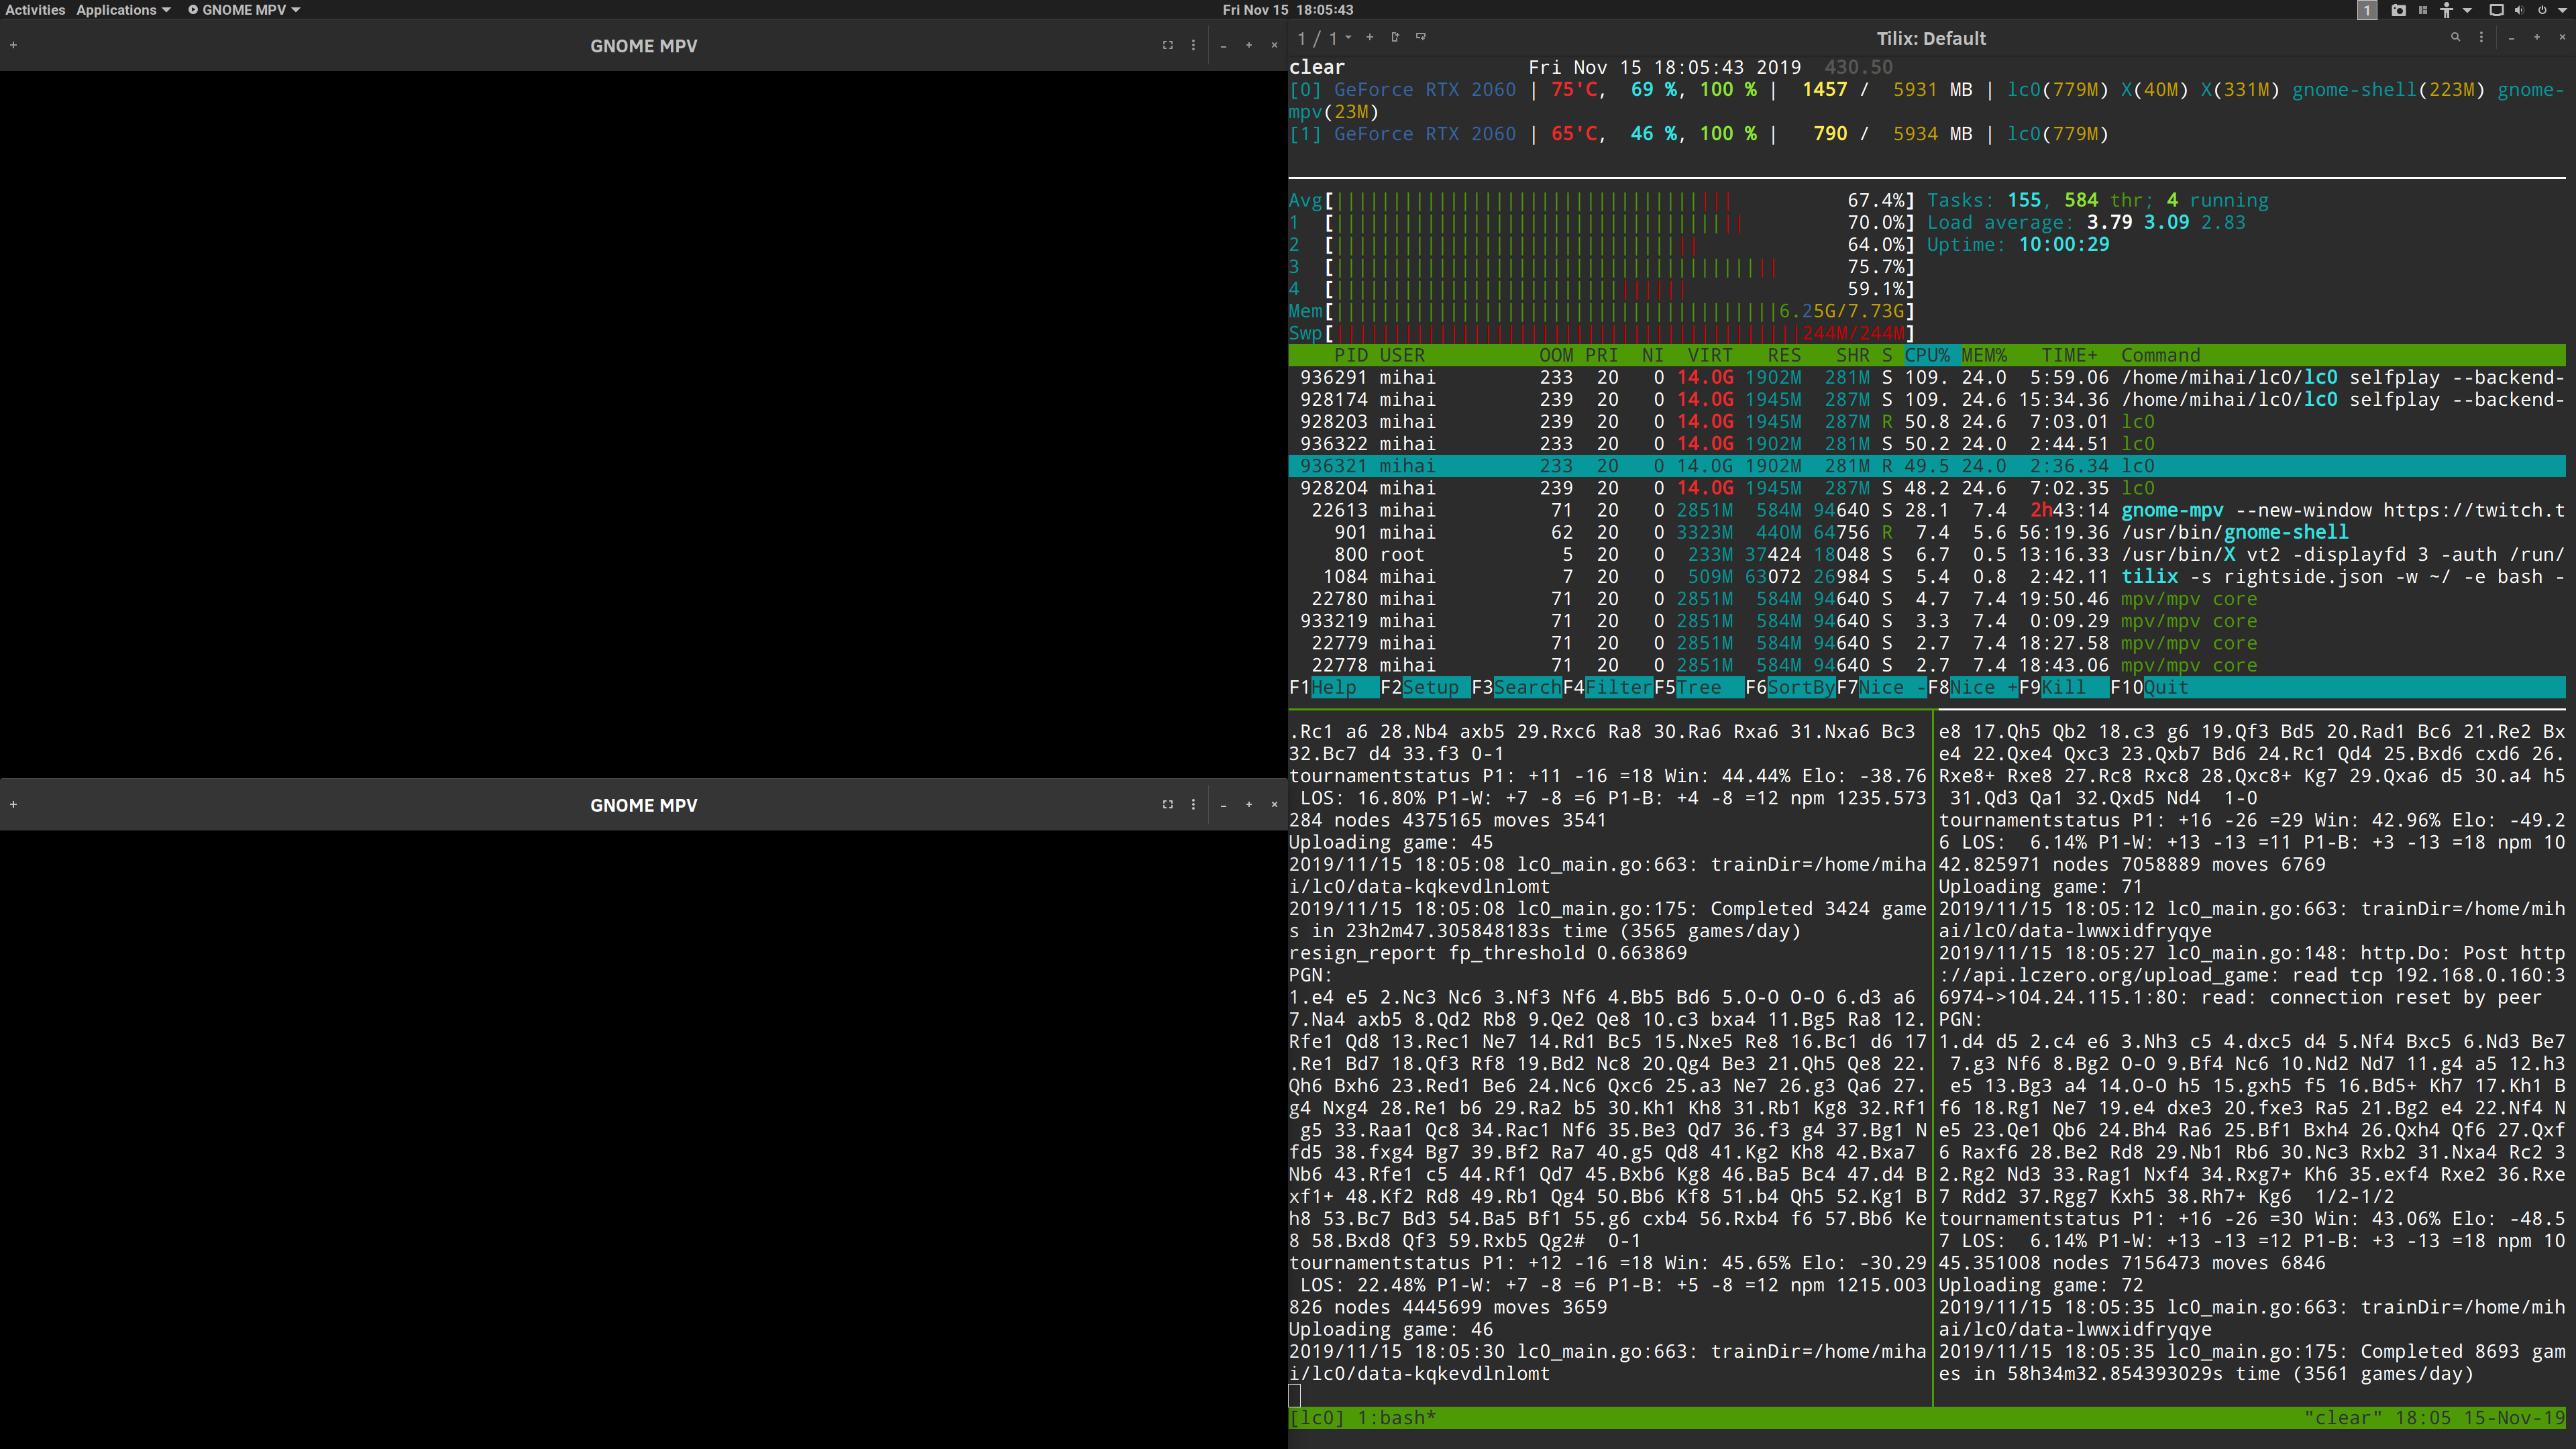 Activities Applications GNOME MPV Fri Nov 15 18:05:43 1
GNOME MPV
GNOME MPV
1 / 1 Tilix: Default
clear Fri Nov 15 18:05:43 2019 430.50
[0] GeForce RTX 2060 | 75'C, 69 %, 100 % | 1457 / 5931 MB | lc0(779M) X(40M) X(331M) gnome-shell(223M) gnome-
mpv(23M)
[1] GeForce RTX 2060 | 65'C, 46 %, 100 % | 790 / 5934 MB | lc0(779M)
Avg[ 67.4%] Tasks: 155, 584 thr; 4 running
1 [ 70.0%] Load average: 3.79 3.09 2.83
2 [ 64.0%] Uptime: 10:00:29
3 [ 75.7%]
4 [ 59.1%]
Mem[ 6.25G/7.73G]
Swp[ 244M/244M]
PID USER OOM PRI NI VIRT RES SHR S CPU% MEM% TIME+ Command
936291 mihai 233 20 0 14.0G 1902M 281M S 109. 24.0 5:59.06 /home/mihai/lc0/lc0 selfplay --backend-
928174 mihai 239 20 0 14.0G 1945M 287M S 109. 24.6 15:34.36 /home/mihai/lc0/lc0 selfplay --backend-
928203 mihai 239 20 0 14.0G 1945M 287M R 50.8 24.6 7:03.01 lc0
936322 mihai 233 20 0 14.0G 1902M 281M S 50.2 24.0 2:44.51 lc0
936321 mihai 233 20 0 14.0G 1902M 281M R 49.5 24.0 2:36.34 lc0
928204 mihai 239 20 0 14.0G 1945M 287M S 48.2 24.6 7:02.35 lc0
22613 mihai 71 20 0 2851M 584M 94640 S 28.1 7.4 2h43:14 gnome-mpv --new-window https://twitch.t
901 mihai 62 20 0 3323M 440M 64756 R 7.4 5.6 56:19.36 /usr/bin/gnome-shell
800 root 5 20 0 233M 37424 18048 S 6.7 0.5 13:16.33 /usr/bin/X vt2 -displayfd 3 -auth /run/
1084 mihai 7 20 0 509M 63072 26984 S 5.4 0.8 2:42.11 tilix -s rightside.json -w ~/ -e bash -
22780 mihai 71 20 0 2851M 584M 94640 S 4.7 7.4 19:50.46 mpv/mpv core
933219 mihai 71 20 0 2851M 584M 94640 S 3.3 7.4 0:09.29 mpv/mpv core
22779 mihai 71 20 0 2851M 584M 94640 S 2.7 7.4 18:27.58 mpv/mpv core
22778 mihai 71 20 0 2851M 584M 94640 S 2.7 7.4 18:43.06 mpv/mpv core
F1Help F2Setup F3SearchF4FilterF5Tree F6SortByF7Nice -F8Nice +F9Kill F10Quit
.Rc1 a6 28.Nb4 axb5 29.Rxc6 Ra8 30.Ra6 Rxa6 31.Nxa6 Bc3
32.Bc7 d4 33.f3 0-1
tournamentstatus P1: +11 -16 =18 Win: 44.44% Elo: -38.76
LOS: 16.80% P1-W: +7 -8 =6 P1-B: +4 -8 =12 npm 1235.573
284 nodes 4375165 moves 3541
Uploading game: 45
2019/11/15 18:05:08 lc0_main.go:663: trainDir=/home/miha
i/lc0/data-kqkevdlnlomt
2019/11/15 18:05:08 lc0_main.go:175: Completed 3424 game
s in 23h2m47.305848183s time (3565 games/day)
resign_report fp_threshold 0.663869
PGN:
1.e4 e5 2.Nc3 Nc6 3.Nf3 Nf6 4.Bb5 Bd6 5.O-O O-O 6.d3 a6
7.Na4 axb5 8.Qd2 Rb8 9.Qe2 Qe8 10.c3 bxa4 11.Bg5 Ra8 12.
Rfe1 Qd8 13.Rec1 Ne7 14.Rd1 Bc5 15.Nxe5 Re8 16.Bc1 d6 17
.Re1 Bd7 18.Qf3 Rf8 19.Bd2 Nc8 20.Qg4 Be3 21.Qh5 Qe8 22.
Qh6 Bxh6 23.Red1 Be6 24.Nc6 Qxc6 25.a3 Ne7 26.g3 Qa6 27.
g4 Nxg4 28.Re1 b6 29.Ra2 b5 30.Kh1 Kh8 31.Rb1 Kg8 32.Rf1
g5 33.Raa1 Qc8 34.Rac1 Nf6 35.Be3 Qd7 36.f3 g4 37.Bg1 N
fd5 38.fxg4 Bg7 39.Bf2 Ra7 40.g5 Qd8 41.Kg2 Kh8 42.Bxa7
Nb6 43.Rfe1 c5 44.Rf1 Qd7 45.Bxb6 Kg8 46.Ba5 Bc4 47.d4 B
xf1+ 48.Kf2 Rd8 49.Rb1 Qg4 50.Bb6 Kf8 51.b4 Qh5 52.Kg1 B
h8 53.Bc7 Bd3 54.Ba5 Bf1 55.g6 cxb4 56.Rxb4 f6 57.Bb6 Ke
8 58.Bxd8 Qf3 59.Rxb5 Qg2# 0-1
tournamentstatus P1: +12 -16 =18 Win: 45.65% Elo: -30.29
LOS: 22.48% P1-W: +7 -8 =6 P1-B: +5 -8 =12 npm 1215.003
826 nodes 4445699 moves 3659
Uploading game: 46
2019/11/15 18:05:30 lc0_main.go:663: trainDir=/home/miha
i/lc0/data-kqkevdlnlomt
e8 17.Qh5 Qb2 18.c3 g6 19.Qf3 Bd5 20.Rad1 Bc6 21.Re2 Bx
e4 22.Qxe4 Qxc3 23.Qxb7 Bd6 24.Rc1 Qd4 25.Bxd6 cxd6 26.
Rxe8+ Rxe8 27.Rc8 Rxc8 28.Qxc8+ Kg7 29.Qxa6 d5 30.a4 h5
31.Qd3 Qa1 32.Qxd5 Nd4 1-0
tournamentstatus P1: +16 -26 =29 Win: 42.96% Elo: -49.2
6 LOS: 6.14% P1-W: +13 -13 =11 P1-B: +3 -13 =18 npm 10
42.825971 nodes 7058889 moves 6769
Uploading game: 71
2019/11/15 18:05:12 lc0_main.go:663: trainDir=/home/mih
ai/lc0/data-lwwxidfryqye
2019/11/15 18:05:27 lc0_main.go:148: http.Do: Post http
://api.lczero.org/upload_game: read tcp 192.168.0.160:3
6974->104.24.115.1:80: read: connection reset by peer
PGN:
1.d4 d5 2.c4 e6 3.Nh3 c5 4.dxc5 d4 5.Nf4 Bxc5 6.Nd3 Be7
7.g3 Nf6 8.Bg2 O-O 9.Bf4 Nc6 10.Nd2 Nd7 11.g4 a5 12.h3
e5 13.Bg3 a4 14.O-O h5 15.gxh5 f5 16.Bd5+ Kh7 17.Kh1 B
f6 18.Rg1 Ne7 19.e4 dxe3 20.fxe3 Ra5 21.Bg2 e4 22.Nf4 N
e5 23.Qe1 Qb6 24.Bh4 Ra6 25.Bf1 Bxh4 26.Qxh4 Qf6 27.Qxf
6 Raxf6 28.Be2 Rd8 29.Nb1 Rb6 30.Nc3 Rxb2 31.Nxa4 Rc2 3
2.Rg2 Nd3 33.Rag1 Nxf4 34.Rxg7+ Kh6 35.exf4 Rxe2 36.Rxe
7 Rdd2 37.Rgg7 Kxh5 38.Rh7+ Kg6 1/2-1/2
tournamentstatus P1: +16 -26 =30 Win: 43.06% Elo: -48.5
7 LOS: 6.14% P1-W: +13 -13 =12 P1-B: +3 -13 =18 npm 10
45.351008 nodes 7156473 moves 6846
Uploading game: 72
2019/11/15 18:05:35 lc0_main.go:663: trainDir=/home/mih
ai/lc0/data-lwwxidfryqye
2019/11/15 18:05:35 lc0_main.go:175: Completed 8693 gam
es in 58h34m32.854393029s time (3561 games/day)
[lc0] 1:bash* "clear" 18:05 15-Nov-19